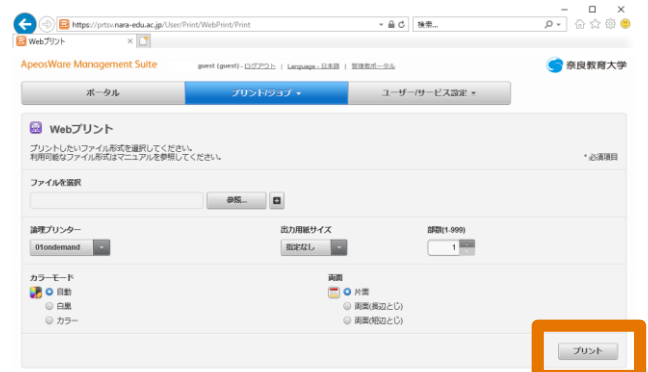 https://prtsv.nara-edu.ac.jp/User/Print/WebPrint/Print
検索...
Webプリント
ApeosWare Management Suite
guest (guest) - ログアウト | Language - 日本語 | 管理者ポータル
奈良教育大学
ポータル
プリント/ジョブ
ユーザー/サービス設定
Webプリント
プリントしたいファイル形式を選択してください。
利用可能なファイル形式はマニュアルを参照してください。
* 必須項目
ファイルを選択
参照...
論理プリンター
出力用紙サイズ
部数(1-999)
01ondemand
指定なし
1
カラーモード
両面
自動
片面
白黒
両面(長辺とじ)
カラー
両面(短辺とじ)
プリント